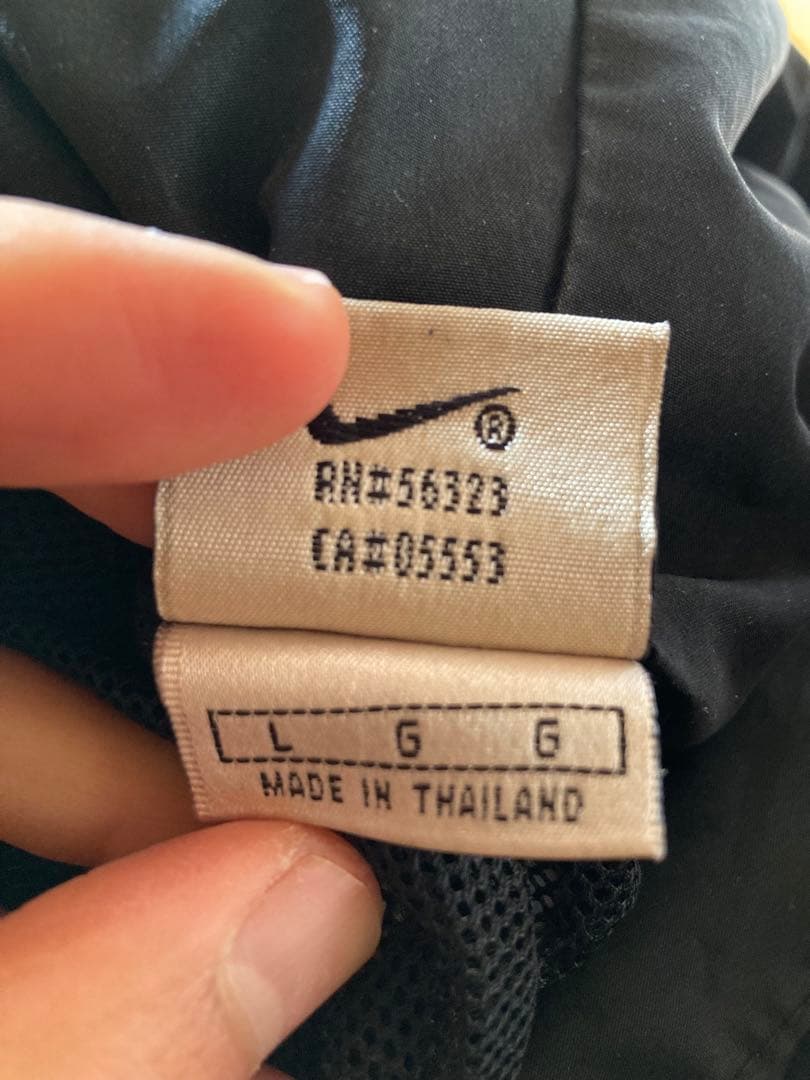 ®
RN#56323
CA#05553
L G G
MADE IN THAILAND